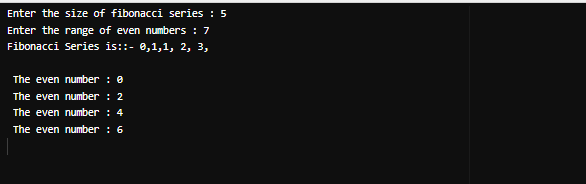 Enter the size of fibonacci series : 5
Enter the range of even numbers : 7
Fibonacci Series is::- 0,1,1, 2, 3,
The even number : 0
The even number : 2
The even number : 4
The even number : 6